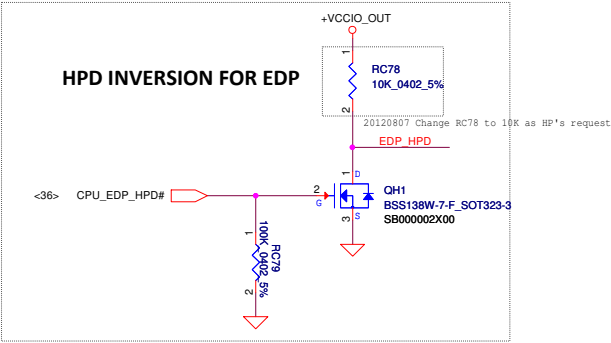 +VCCIO_OUT
1
HPD INVERSION FOR EDP
RC78
10K_0402_5%
2
20120807 Change RC78 to 10K as HP's request
EDP_HPD
1
D
<36>
CPU_EDP_HPD#
2
G
QH1
BSS138W-7-F_SOT323-3
SB000002X00
3
S
1
RC79
100K_0402_5%
2